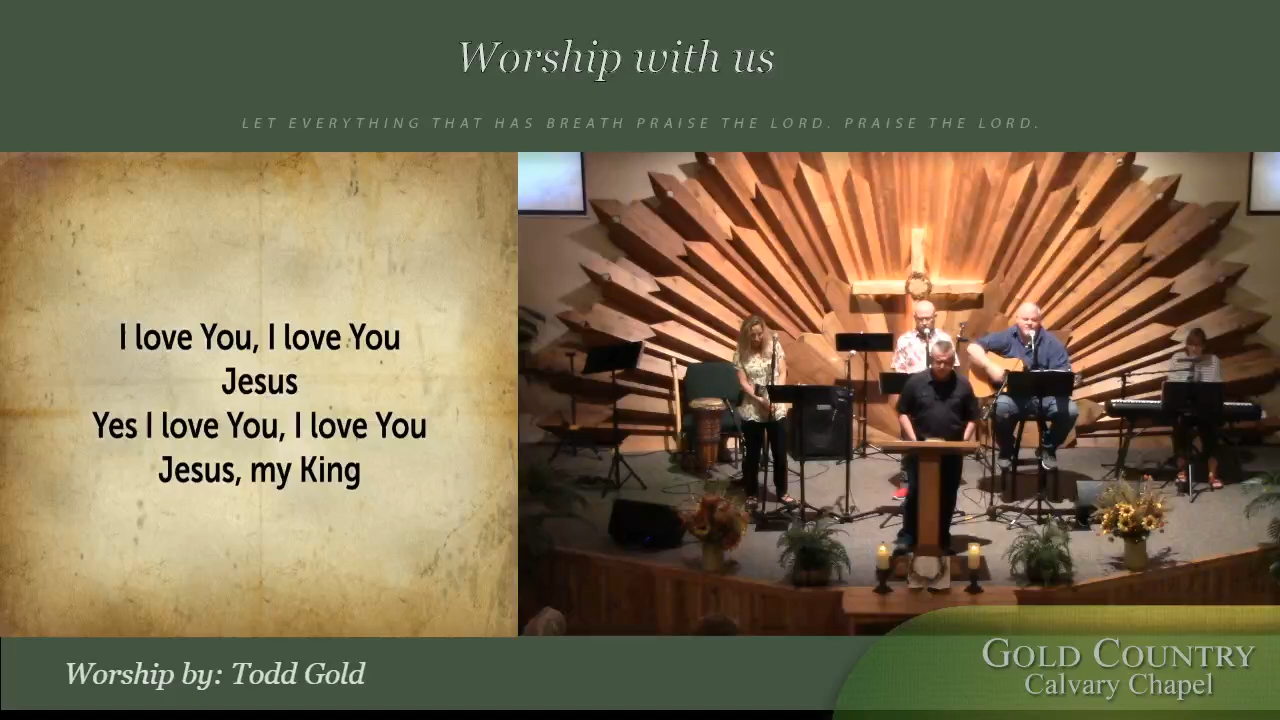 Worship with us
LET EVERYTHING THAT HAS BREATH PRAISE THE LORD. PRAISE THE LORD.
I love You, I love You
Jesus
Yes I love You, I love You
Jesus, my King
Worship by: Todd Gold
GOLD COUNTRY
Calvary Chapel